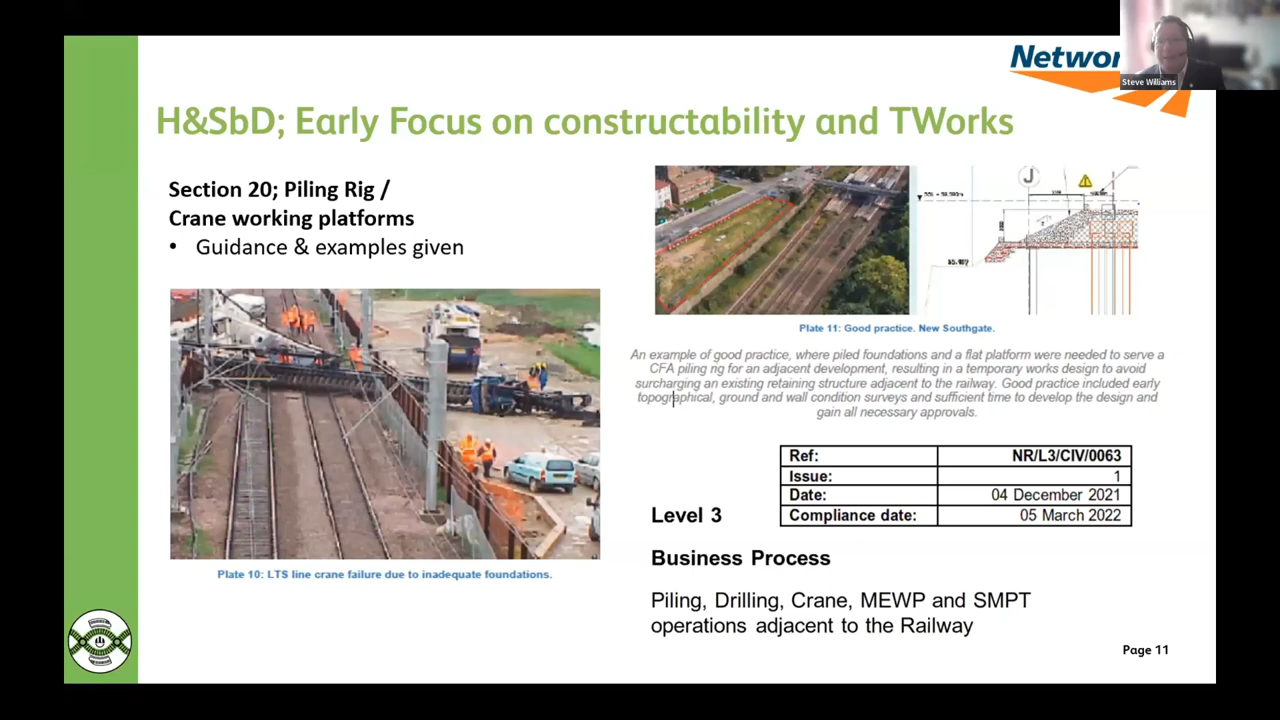 Networ
Steve Williams
H&SbD; Early Focus on constructability and TWorks
Section 20; Piling Rig /
Crane working platforms
• Guidance & examples given
Plate 10: LTS line crane failure due to inadequate foundations.
J
Plate 11: Good practice. New Southgate.
An example of good practice, where piled foundations and a flat platform were needed to serve a
CFA piling rig for an adjacent development, resulting in a temporary works design to avoid
surcharging an existing retaining structure adjacent to the railway. Good practice included early
topographical, ground and wall condition surveys and sufficient time to develop the design and
gain all necessary approvals.
Ref: NR/L3/CIV/0063
Issue: 1
Date: 04 December 2021
Compliance date: 05 March 2022
Level 3
Business Process
Piling, Drilling, Crane, MEWP and SMPT
operations adjacent to the Railway
Page 11